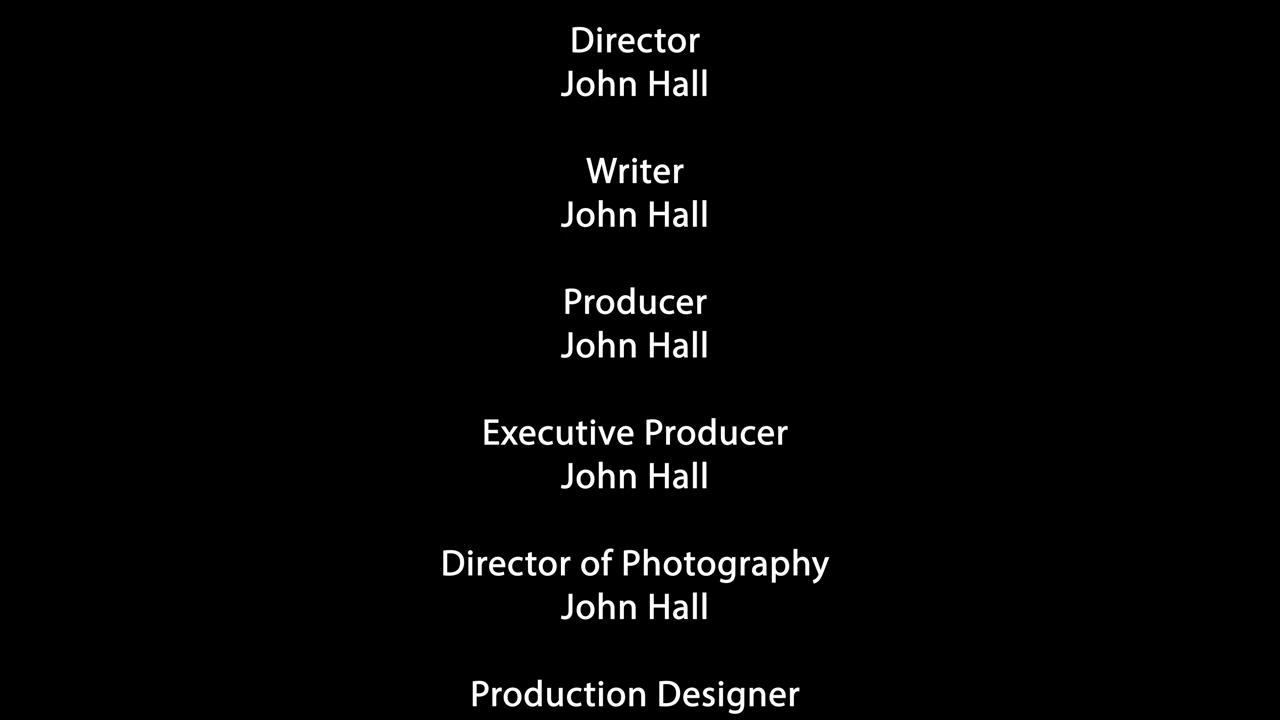 Director
John Hall
Writer
John Hall
Producer
John Hall
Executive Producer
John Hall
Director of Photography
John Hall
Production Designer